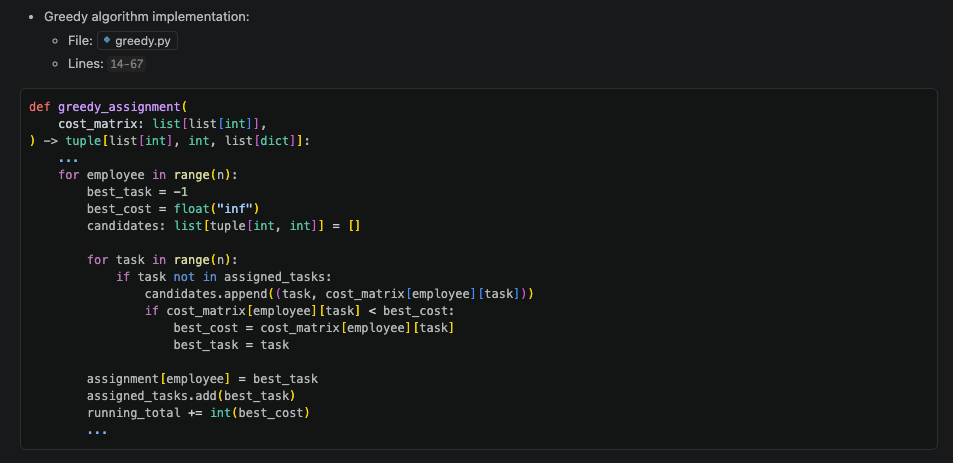 Greedy algorithm implementation:
File: greedy.py
Lines: 14-67
def greedy_assignment(
    cost_matrix: list[list[int]],
) -> tuple[list[int], int, list[dict]]:
    ...
    for employee in range(n):
        best_task = -1
        best_cost = float("inf")
        candidates: list[tuple[int, int]] = []

        for task in range(n):
            if task not in assigned_tasks:
                candidates.append((task, cost_matrix[employee][task]))
                if cost_matrix[employee][task] < best_cost:
                    best_cost = cost_matrix[employee][task]
                    best_task = task

        assignment[employee] = best_task
        assigned_tasks.add(best_task)
        running_total += int(best_cost)
        ...